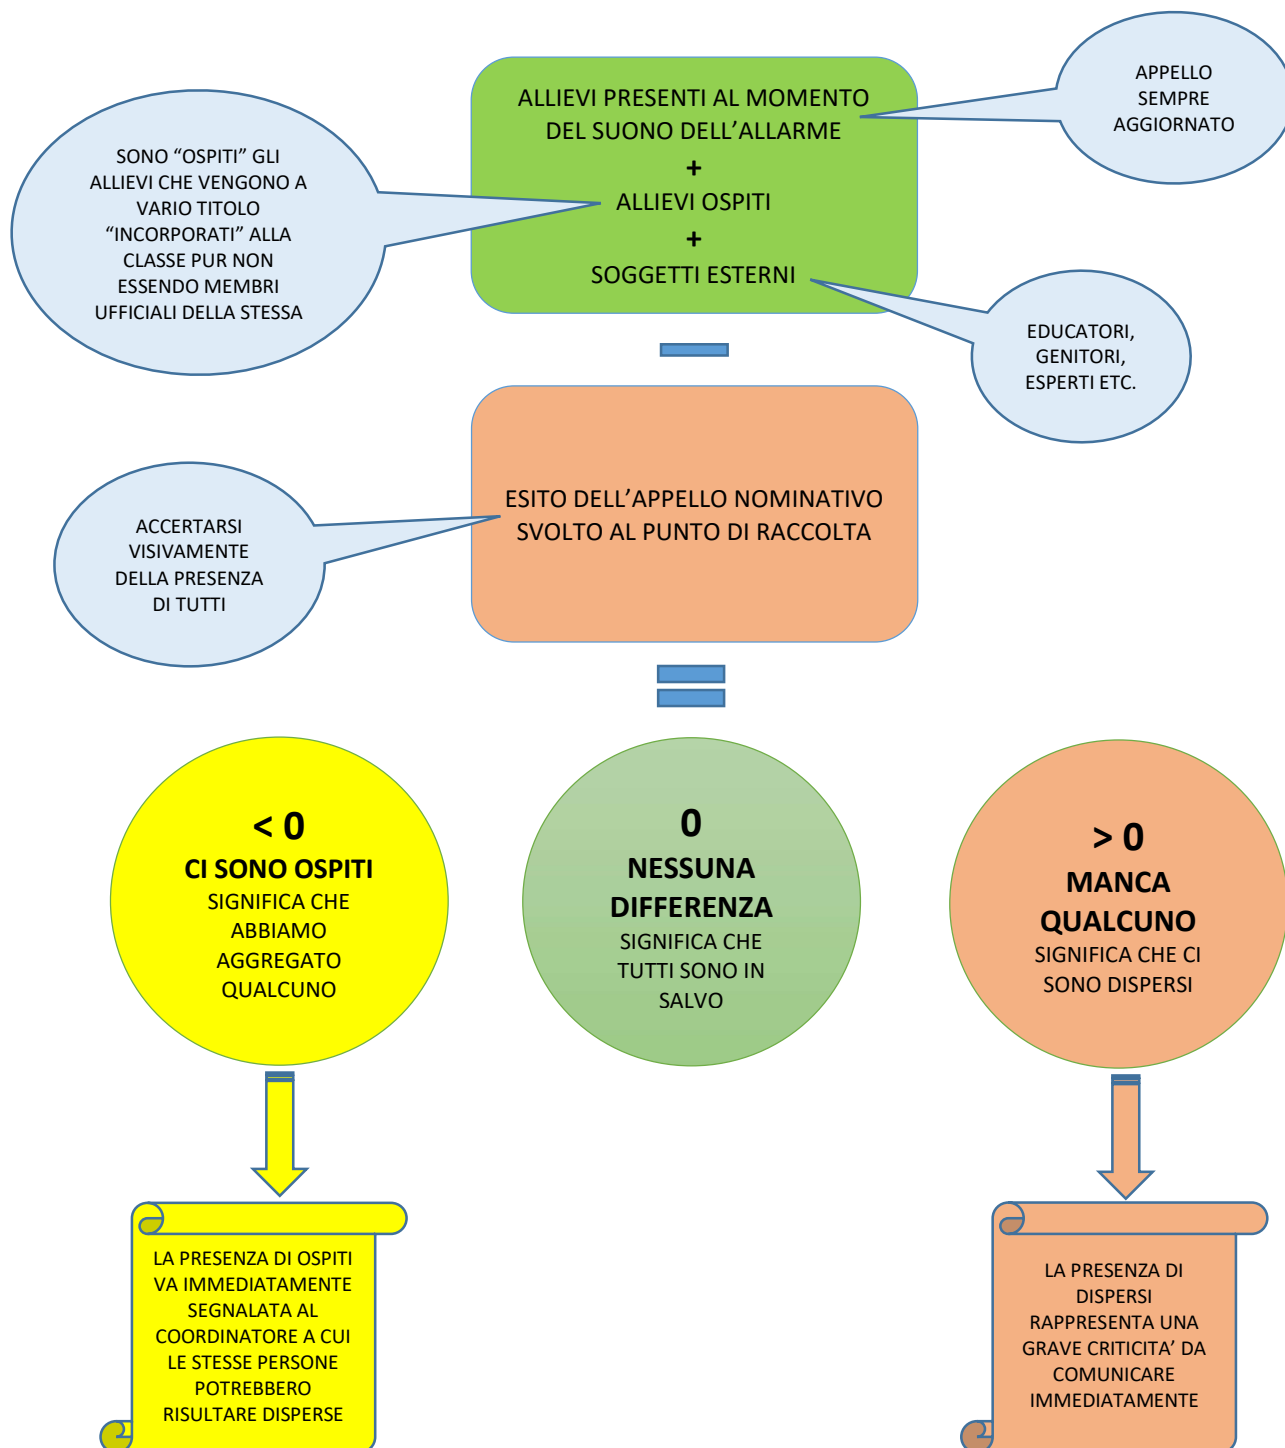 ALLIEVI PRESENTI AL MOMENTO
DEL SUONO DELL’ALLARME
+
ALLIEVI OSPITI
+
SOGGETTI ESTERNI
APPELLO
SEMPRE
AGGIORNATO
SONO “OSPITI” GLI
ALLIEVI CHE VENGONO A
VARIO TITOLO
“INCORPORATI” ALLA
CLASSE PUR NON
ESSENDO MEMBRI
UFFICIALI DELLA STESSA
EDUCATORI,
GENITORI,
ESPERTI ETC.
ESITO DELL’APPELLO NOMINATIVO
SVOLTO AL PUNTO DI RACCOLTA
ACCERTARSI
VISIVAMENTE
DELLA PRESENZA
DI TUTTI
< 0
CI SONO OSPITI
SIGNIFICA CHE
ABBIAMO
AGGREGATO
QUALCUNO
0
NESSUNA
DIFFERENZA
SIGNIFICA CHE
TUTTI SONO IN
SALVO
> 0
MANCA
QUALCUNO
SIGNIFICA CHE CI
SONO DISPERSI
LA PRESENZA DI OSPITI
VA IMMEDIATAMENTE
SEGNALATA AL
COORDINATORE A CUI
LE STESSE PERSONE
POTREBBERO
RISULTARE DISPERSE
LA PRESENZA DI
DISPERSI
RAPPRESENTA UNA
GRAVE CRITICITA’ DA
COMUNICARE
IMMEDIATAMENTE